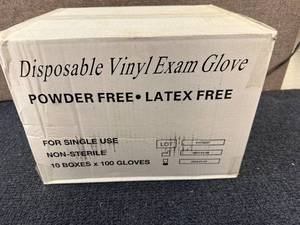 Disposable Vinyl Exam Glove
POWDER FREE • LATEX FREE
FOR SINGLE USE
NON-STERILE
10 BOXES x 100 GLOVES
LOT